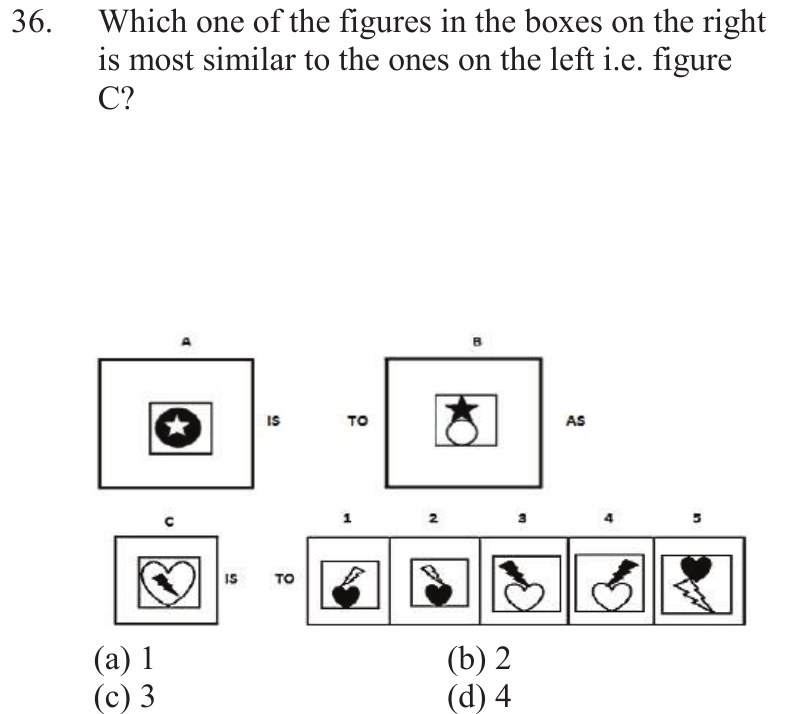 36. Which one of the figures in the boxes on the right
is most similar to the ones on the left i.e. figure
C?
A B
IS TO AS
C 1 2 3 4 5
IS TO
(a) 1 (b) 2
(c) 3 (d) 4